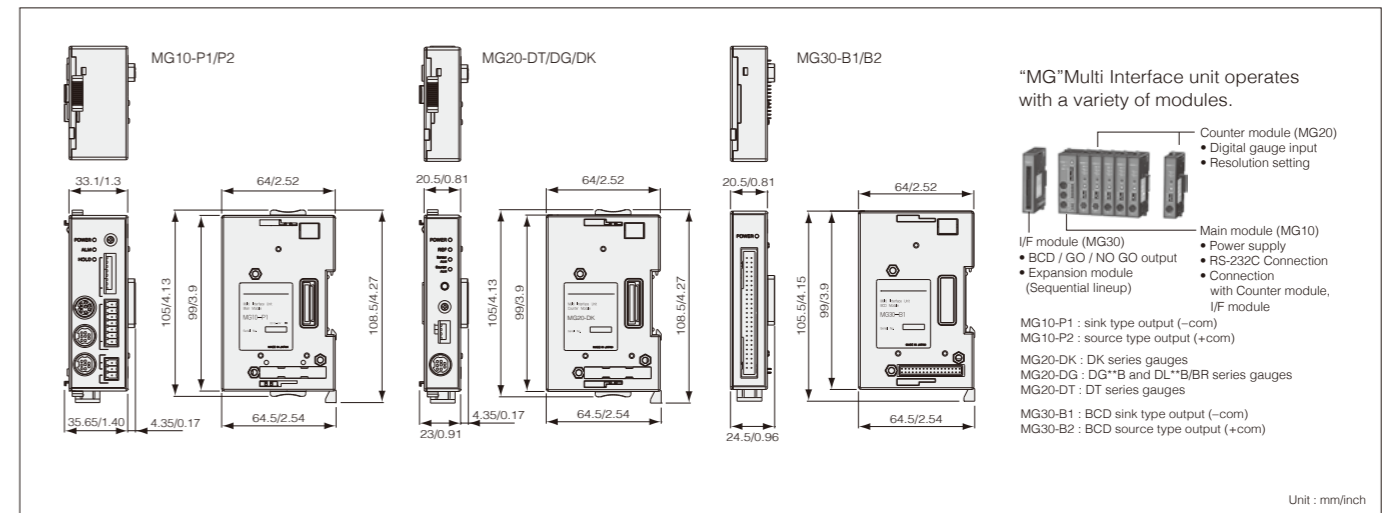 MG10-P1/P2
33.1/1.3
64/2.52
105/4.13
99/3.9
108.5/4.27
POWER
ALM
HOLD
MG10-P1
MADE IN JAPAN
35.65/1.40
4.35/0.17
64.5/2.54
MG20-DT/DG/DK
20.5/0.81
64/2.52
105/4.13
99/3.9
108.5/4.27
POWER
REF
MG20-DK
MADE IN JAPAN
23/0.91
4.35/0.17
64.5/2.54
MG30-B1/B2
20.5/0.81
64/2.52
105.5/4.15
99/3.9
POWER
MG30-B1
MADE IN JAPAN
24.5/0.96
64.5/2.54
“MG”Multi Interface unit operates
with a variety of modules.
Counter module (MG20)
• Digital gauge input
• Resolution setting
I/F module (MG30)
• BCD / GO / NO GO output
• Expansion module
(Sequential lineup)
Main module (MG10)
• Power supply
• RS-232C Connection
• Connection
with Counter module,
I/F module
MG10-P1 : sink type output (–com)
MG10-P2 : source type output (+com)
MG20-DK : DK series gauges
MG20-DG : DG**B and DL**B/BR series gauges
MG20-DT : DT series gauges
MG30-B1 : BCD sink type output (–com)
MG30-B2 : BCD source type output (+com)
Unit : mm/inch